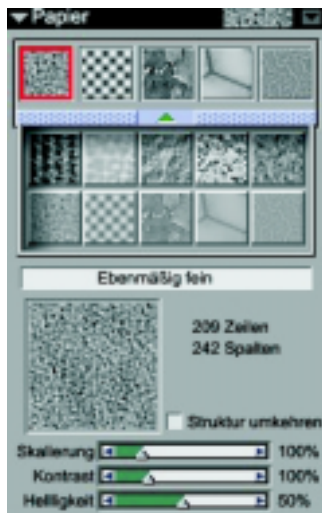 Papier
Ebenmäßig fein
209 Zeilen
242 Spalten
Struktur umkehren
Skalierung 100%
Kontrast 100%
Helligkeit 50%